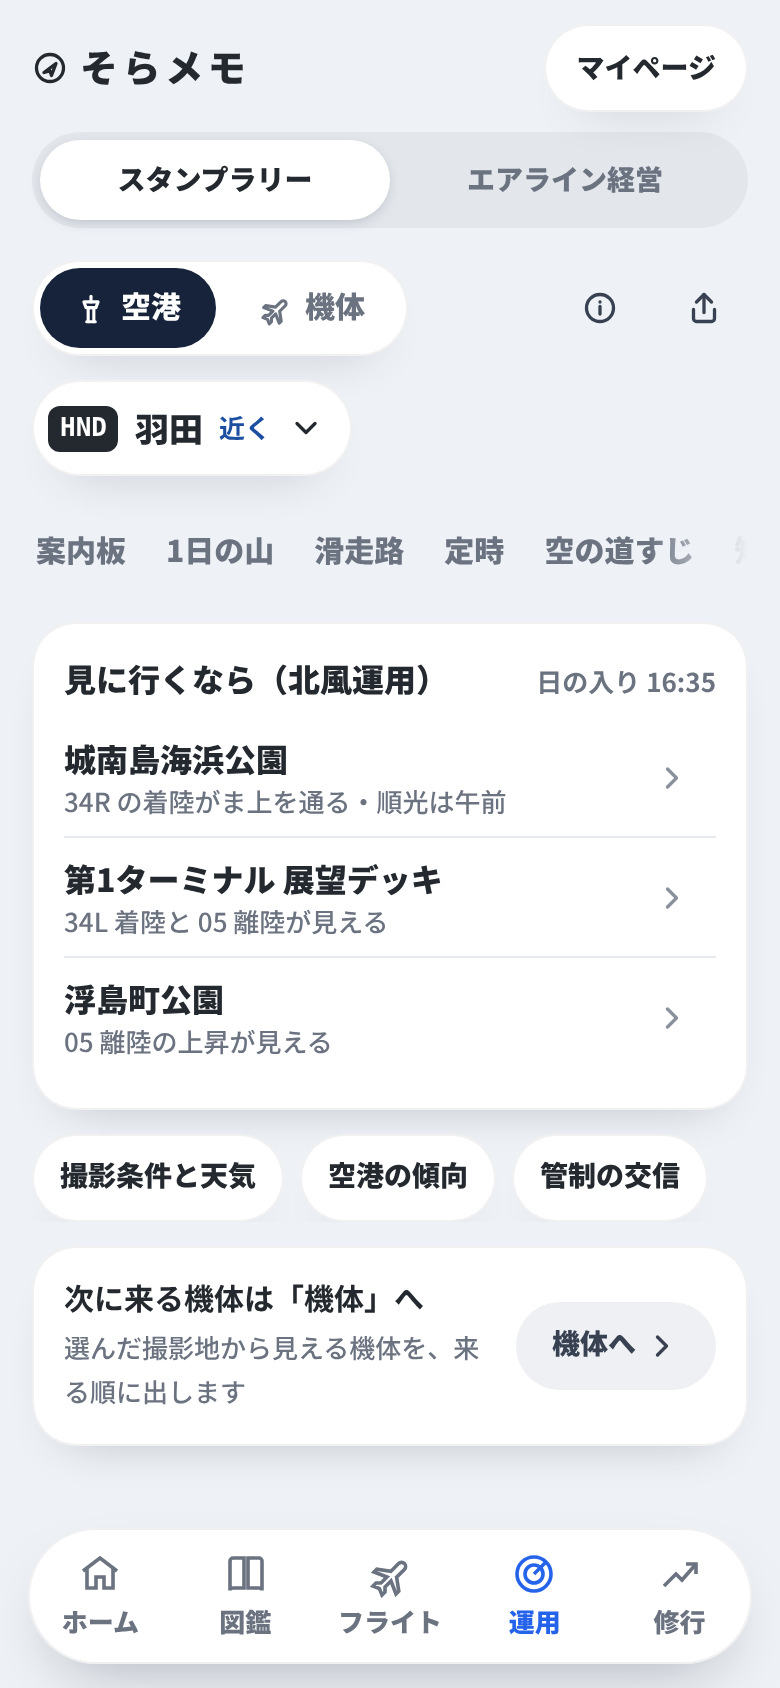 そらメモ
マイページ
スタンプラリー
エアライン経営
空港
機体
HND 羽田 近く
案内板 1日の山 滑走路 定時 空の道すじ
見に行くなら（北風運用）
日の入り 16:35
城南島海浜公園
34R の着陸がま上を通る・順光は午前
第1ターミナル 展望デッキ
34L 着陸と 05 離陸が見える
浮島町公園
05 離陸の上昇が見える
撮影条件と天気
空港の傾向
管制の交信
次に来る機体は「機体」へ
選んだ撮影地から見える機体を、来
る順に出します
機体へ
ホーム
図鑑
フライト
運用
修行